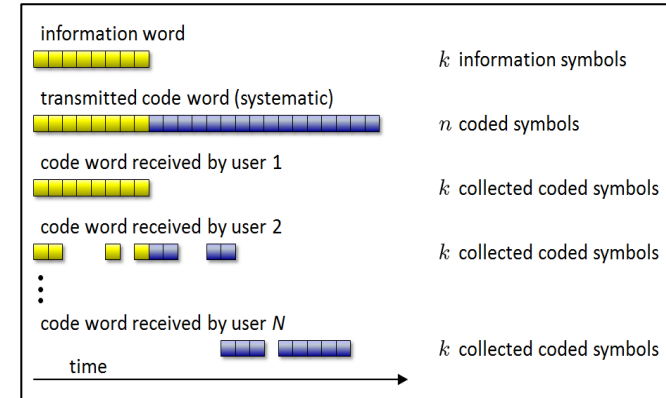 information word
k information symbols
transmitted code word (systematic)
n coded symbols
code word received by user 1
k collected coded symbols
code word received by user 2
k collected coded symbols
code word received by user N
k collected coded symbols
time